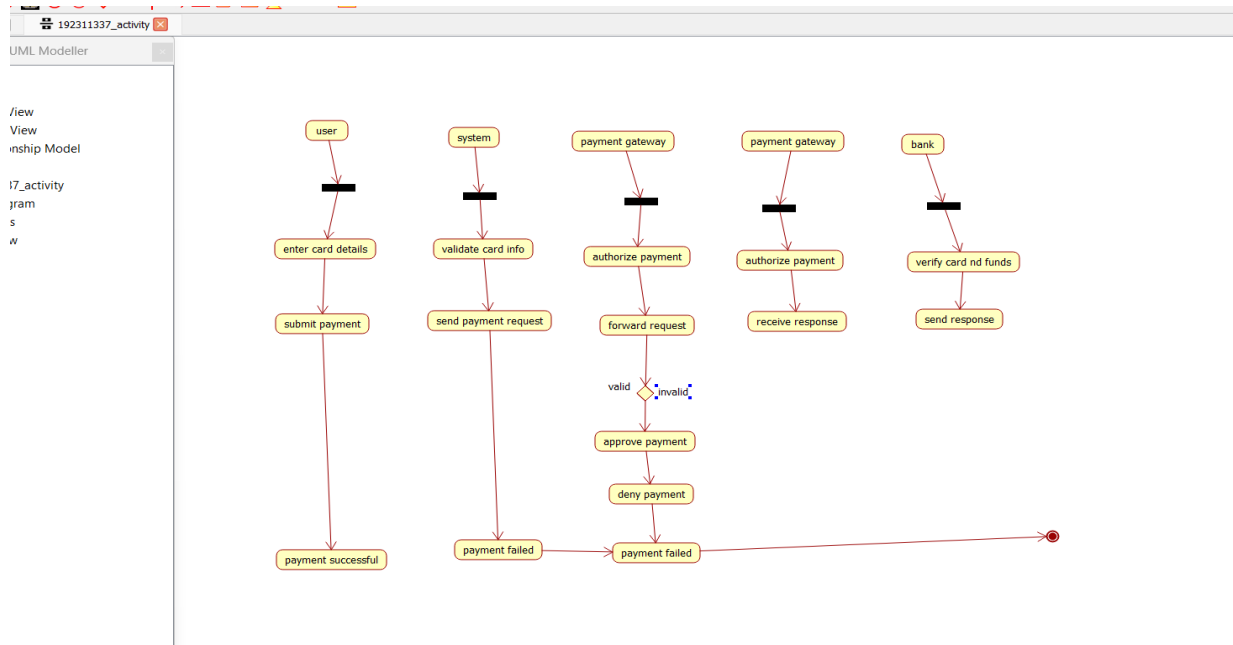 192311337_activity
UML Modeller
View
View
onship Model
37_activity
gram
s
w
user
system
payment gateway
payment gateway
bank
enter card details
validate card info
authorize payment
authorize payment
verify card nd funds
submit payment
send payment request
forward request
receive response
send response
valid
invalid
approve payment
deny payment
payment successful
payment failed
payment failed